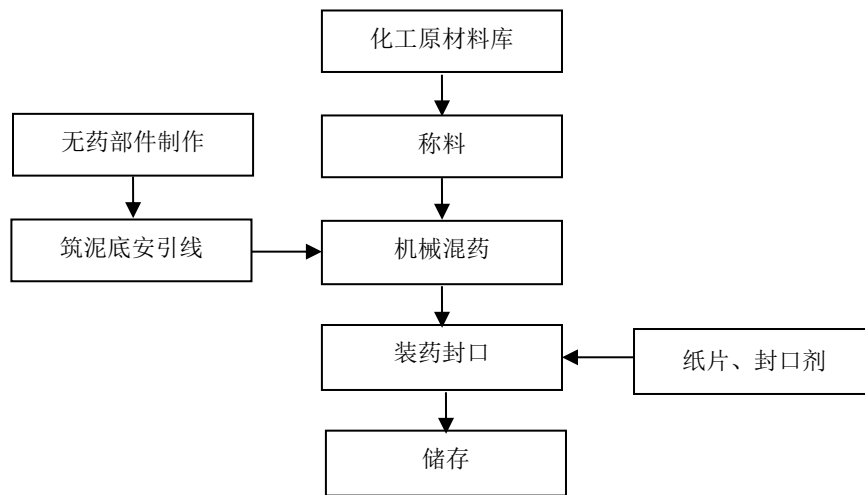 化工原材料库
无药部件制作
称料
筑泥底安引线
机械混药
装药封口
纸片、封口剂
储存